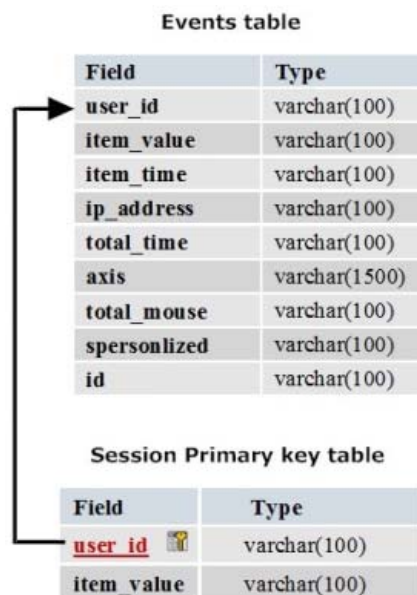 Events table
Field Type
user_id varchar(100)
item_value varchar(100)
item_time varchar(100)
ip_address varchar(100)
total_time varchar(100)
axis varchar(1500)
total_mouse varchar(100)
spersonlized varchar(100)
id varchar(100)
Session Primary key table
Field Type
user_id varchar(100)
item_value varchar(100)